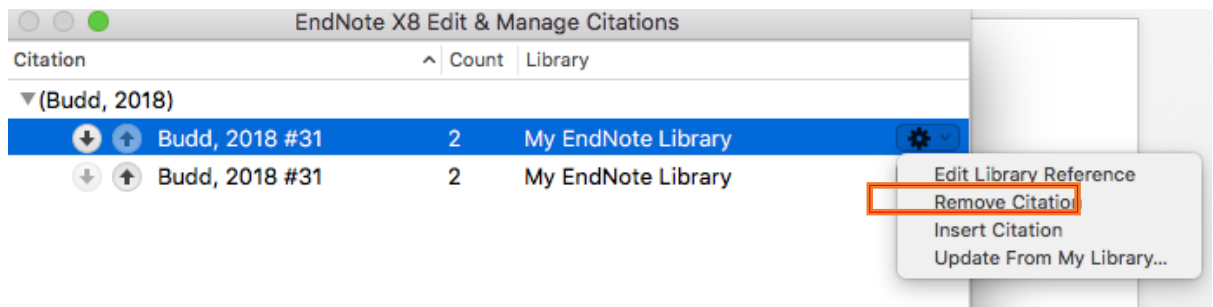 EndNote X8 Edit & Manage Citations
Citation Count Library
(Budd, 2018)
Budd, 2018 #31 2 My EndNote Library
Budd, 2018 #31 2 My EndNote Library
Edit Library Reference
Remove Citation
Insert Citation
Update From My Library...